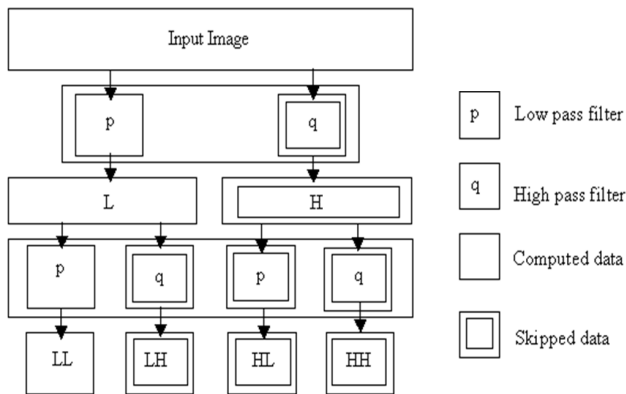 Input Image
p
q
L
H
p
q
p
q
LL
LH
HL
HH
p
Low pass filter
q
High pass filter
Computed data
Skipped data